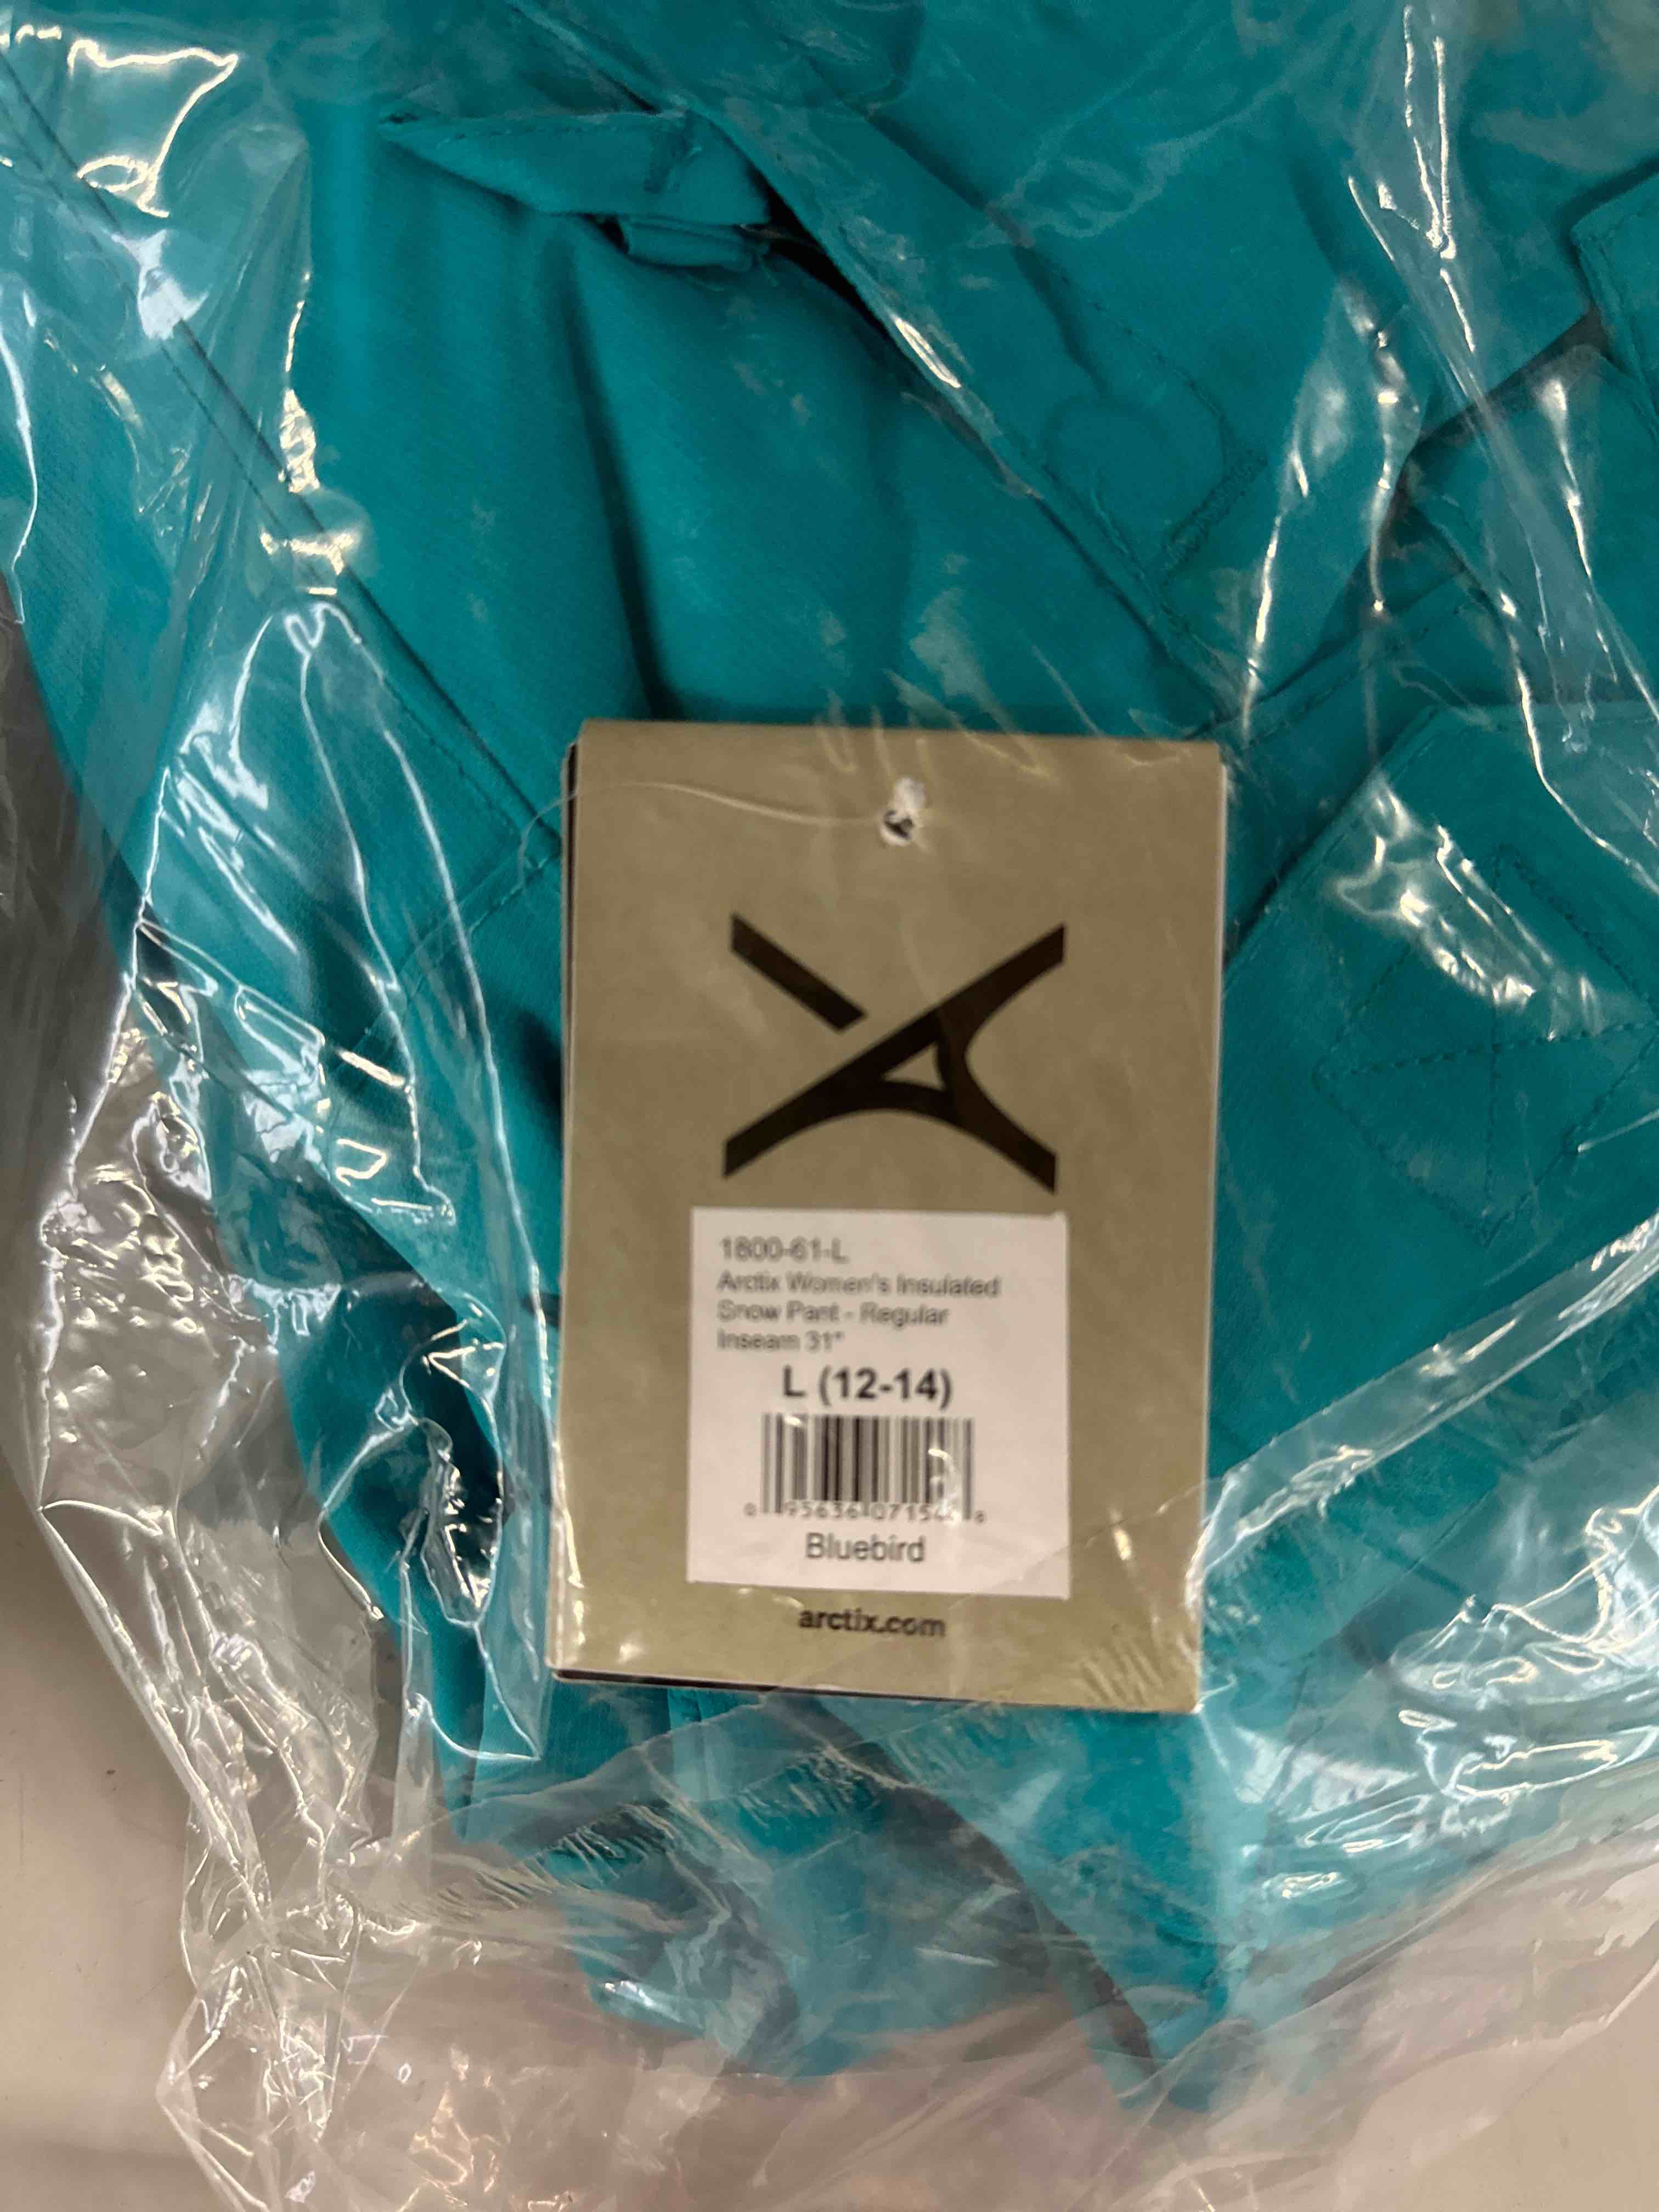 1800-61-L
Arctix Women's Insulated
Snow Pant - Regular
Inseam 31"
L (12-14)
Bluebird
arctix.com